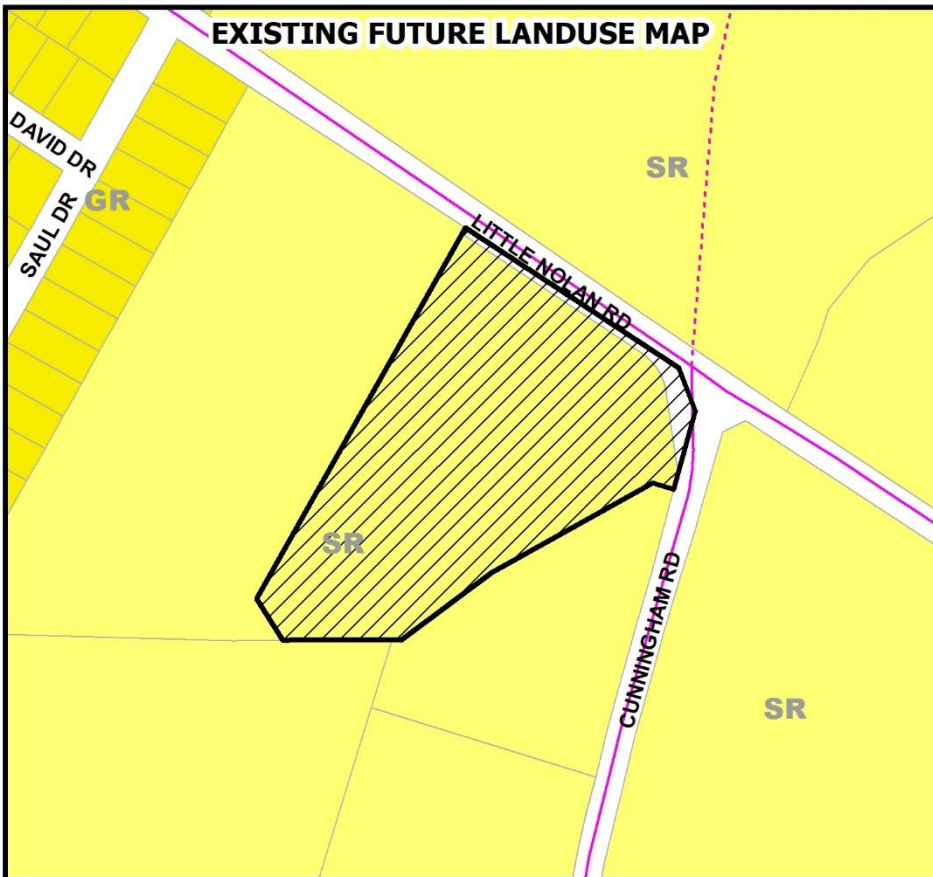 EXISTING FUTURE LANDUSE MAP
DAVID DR
SR
GR
SAUL DR
LITTLE NOLAN RD
SR
CUNNINGHAM RD
SR